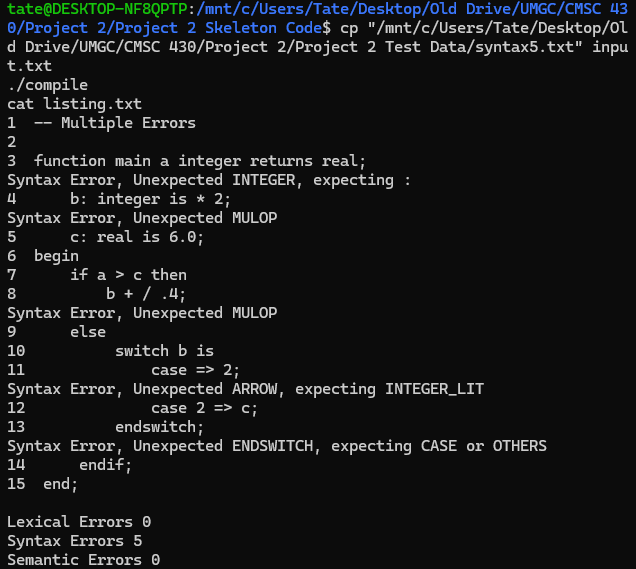 tate@DESKTOP-NF8QPTP:/mnt/c/Users/Tate/Desktop/Old Drive/UMGC/CMSC 43
0/Project 2/Project 2 Skeleton Code$ cp "/mnt/c/Users/Tate/Desktop/Ol
d Drive/UMGC/CMSC 430/Project 2/Project 2 Test Data/syntax5.txt" inpu
t.txt
./compile
cat listing.txt
1  -- Multiple Errors
2
3  function main a integer returns real;
Syntax Error, Unexpected INTEGER, expecting :
4      b: integer is * 2;
Syntax Error, Unexpected MULOP
5      c: real is 6.0;
6  begin
7      if a > c then
8          b + / .4;
Syntax Error, Unexpected MULOP
9      else
10          switch b is
11              case => 2;
Syntax Error, Unexpected ARROW, expecting INTEGER_LIT
12              case 2 => c;
13          endswitch;
Syntax Error, Unexpected ENDSWITCH, expecting CASE or OTHERS
14      endif;
15  end;

Lexical Errors 0
Syntax Errors 5
Semantic Errors 0